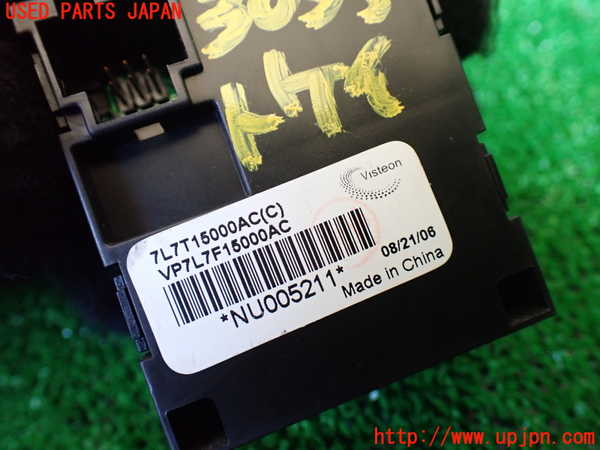 USED PARTS JAPAN
Visteon
7L7T15000AC(C)
VP7L7F15000AC
*NU005211*
08/21/06
Made in China
http://www.upjpn.com/